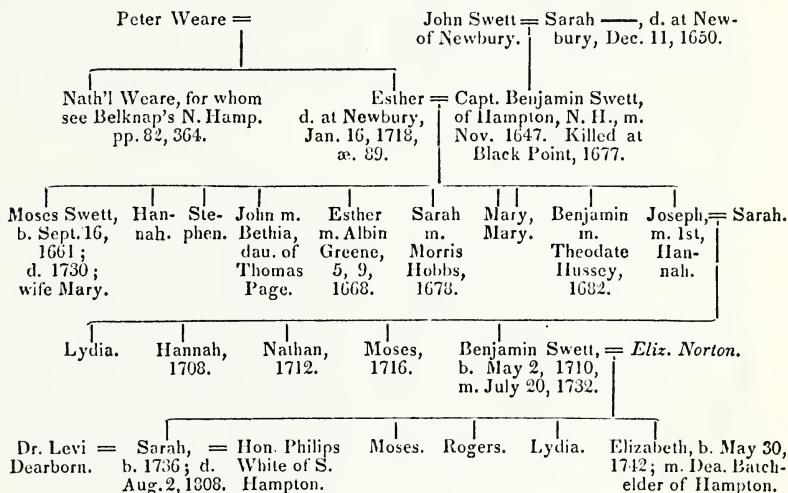 Peter Weare =
John Swett = Sarah ——, d. at New-
of Newbury. bury, Dec. 11, 1650.
Nath'l Weare, for whom
see Belknap's N. Hamp.
pp. 82, 364.
Esther =
d. at Newbury,
Jan. 16, 1718,
æ. 89.
Capt. Benjamin Swett,
of Hampton, N. H., m.
Nov. 1647. Killed at
Black Point, 1677.
Moses Swett,
b. Sept. 16,
1661;
d. 1730;
wife Mary.
Han-
nah.
Ste-
phen.
John m.
Bethia,
dau. of
Thomas
Page.
Esther
m. Albin
Greene,
5, 9,
1668.
Sarah
m.
Morris
Hobbs,
1678.
Mary,
Mary.
Benjamin
m.
Theodate
Hussey,
1682.
Joseph, = Sarah.
m. 1st,
Han-
nah.
Lydia.
Hannah,
1708.
Nathan,
1712.
Moses,
1716.
Benjamin Swett, = Eliz. Norton.
b. May 2, 1710,
m. July 20, 1732.
Dr. Levi =
Dearborn.
Sarah, =
b. 1736; d.
Aug. 2, 1808.
Hon. Philips
White of S.
Hampton.
Moses.
Rogers.
Lydia.
Elizabeth, b. May 30,
1742; m. Dea. Batch-
elder of Hampton.